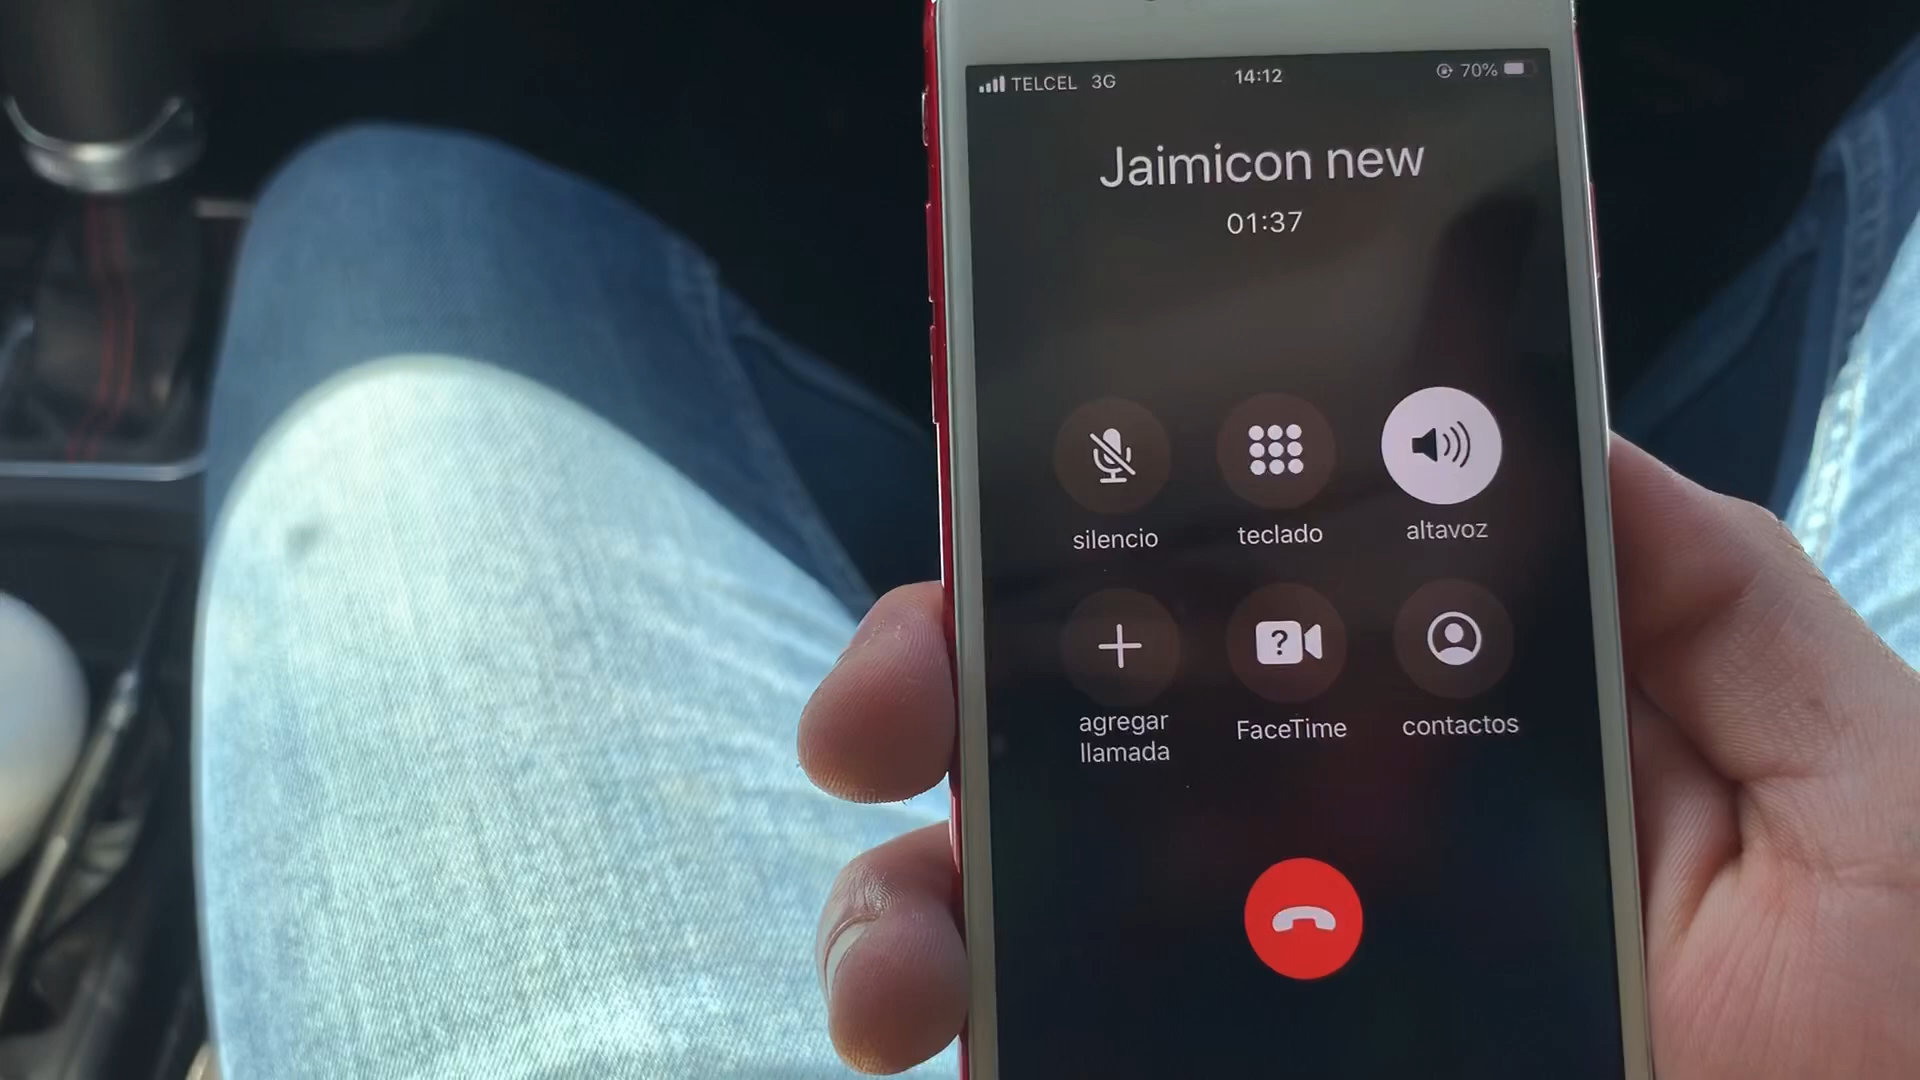 TELCEL 3G 14:12 70%
Jaimicon new
01:37
silencio teclado altavoz
agregar llamada FaceTime contactos